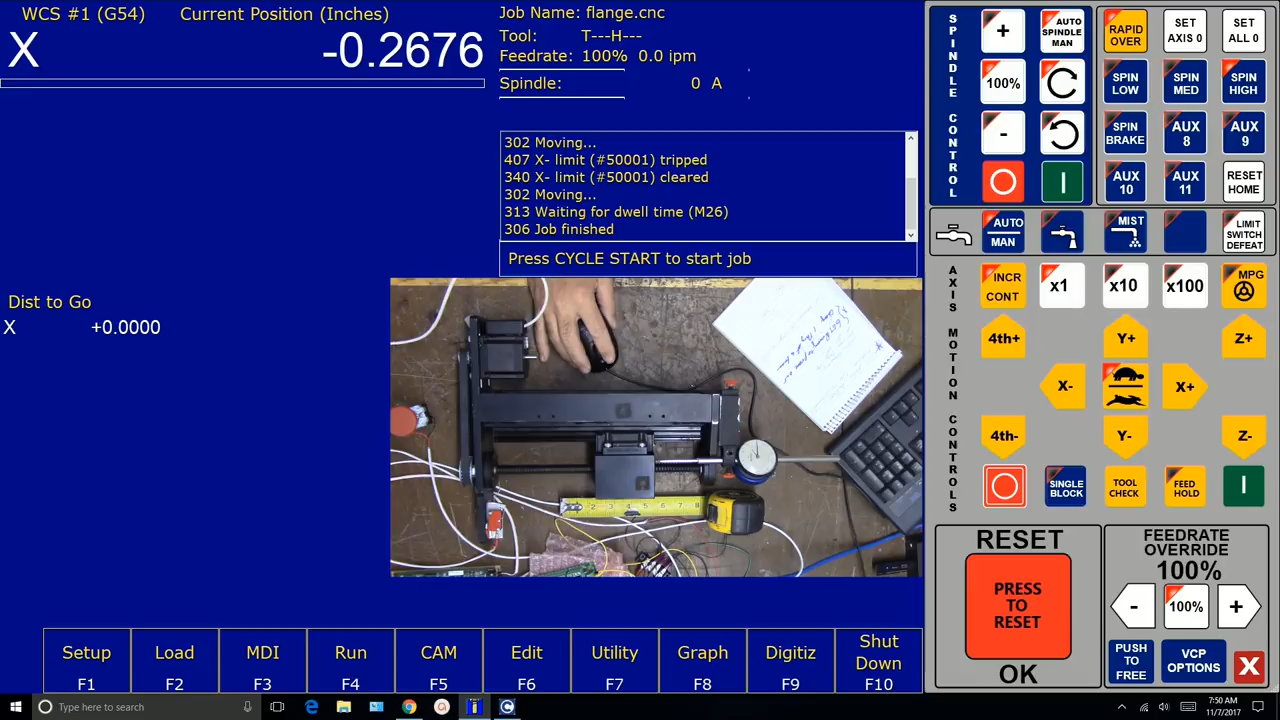 WCS #1 (G54)
Current Position (Inches)
X
-0.2676
Job Name: flange.cnc
Tool: T---H---
Feedrate: 100% 0.0 ipm
Spindle: 0 A
302 Moving...
407 X- limit (#50001) tripped
340 X- limit (#50001) cleared
302 Moving...
313 Waiting for dwell time (M26)
306 Job finished
Press CYCLE START to start job
Dist to Go
X +0.0000
Setup
F1
Load
F2
MDI
F3
Run
F4
CAM
F5
Edit
F6
Utility
F7
Graph
F8
Digitiz
F9
Shut
Down
F10
SPINDLE CONTROL
+
AUTO
SPINDLE
MAN
100%
-
RAPID
OVER
SET
AXIS 0
SET
ALL 0
SPIN
LOW
SPIN
MED
SPIN
HIGH
SPIN
BRAKE
AUX
8
AUX
9
AUX
10
AUX
11
RESET
HOME
AUTO
MAN
MIST
LIMIT
SWITCH
DEFEAT
AXIS MOTION CONTROLS
INCR
CONT
x1
x10
x100
MPG
4th+
Y+
Z+
X-
X+
4th-
Y-
Z-
SINGLE
BLOCK
TOOL
CHECK
FEED
HOLD
RESET
PRESS
TO
RESET
OK
FEEDRATE
OVERRIDE
100%
-
100%
+
PUSH
TO
FREE
VCP
OPTIONS
X
Type here to search
7:50 AM
11/7/2017